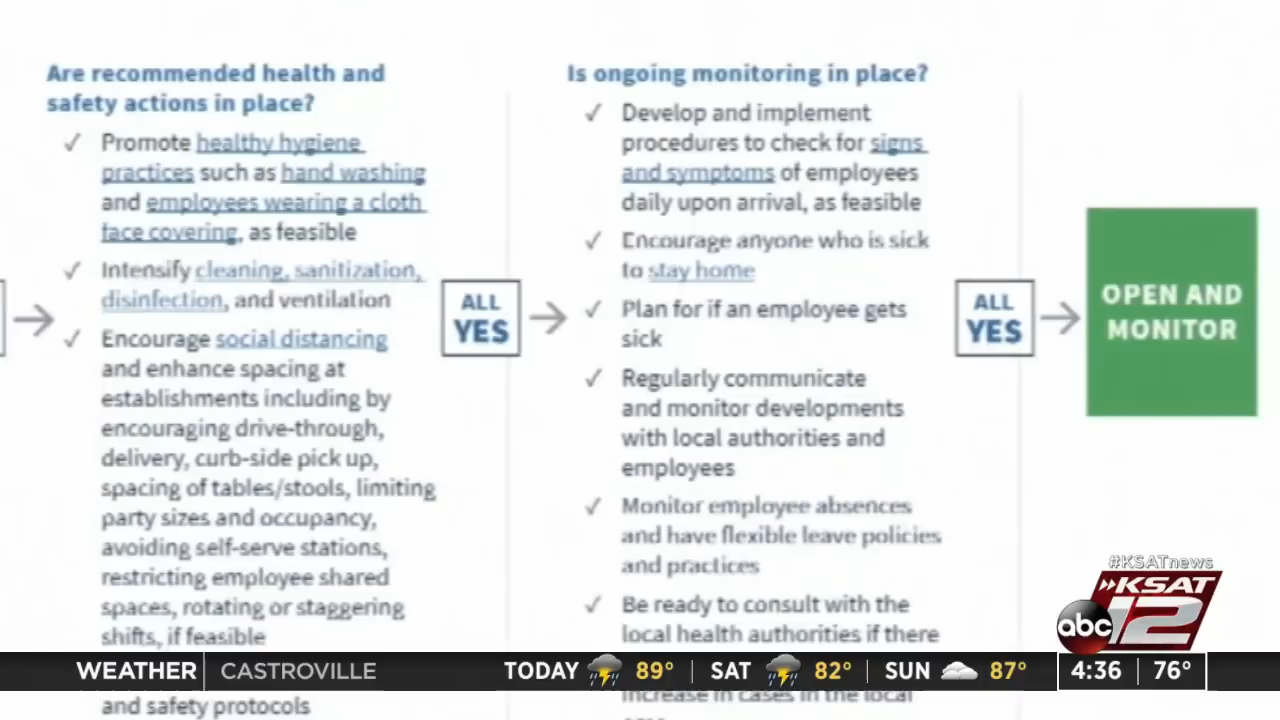 Are recommended health and
safety actions in place?
✓ Promote healthy hygiene
practices such as hand washing
and employees wearing a cloth
face covering, as feasible
✓ Intensify cleaning, sanitization,
disinfection, and ventilation
✓ Encourage social distancing
and enhance spacing at
establishments including by
encouraging drive-through,
delivery, curb-side pick up,
spacing of tables/stools, limiting
party sizes and occupancy,
avoiding self-serve stations,
restricting employee shared
spaces, rotating or staggering
shifts, if feasible
and safety protocols
ALL
YES
Is ongoing monitoring in place?
✓ Develop and implement
procedures to check for signs
and symptoms of employees
daily upon arrival, as feasible
✓ Encourage anyone who is sick
to stay home
✓ Plan for if an employee gets
sick
✓ Regularly communicate
and monitor developments
with local authorities and
employees
✓ Monitor employee absences
and have flexible leave policies
and practices
✓ Be ready to consult with the
local health authorities if there
increase in cases in the local
ALL
YES
OPEN AND
MONITOR
#KSATnews
KSAT
abc 12
WEATHER CASTROVILLE TODAY 89° SAT 82° SUN 87° 4:36 76°